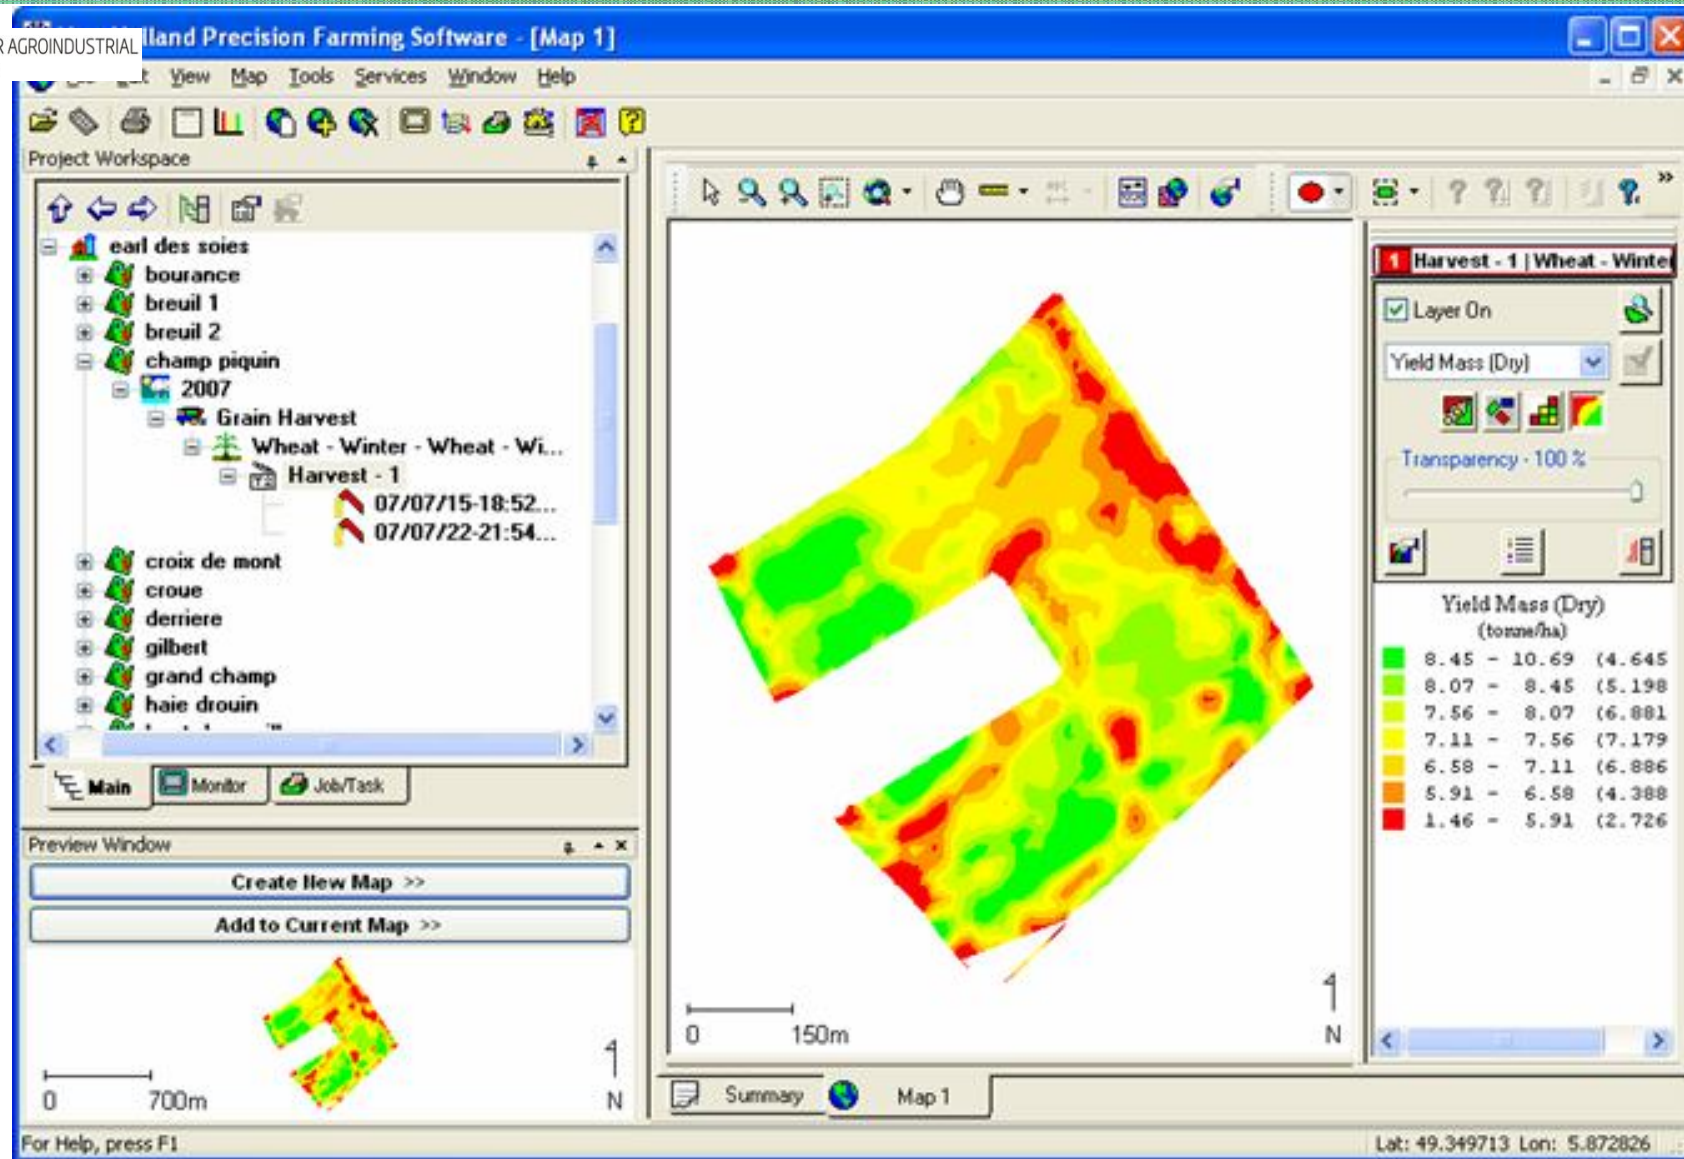 R AGROINDUSTRIAL
lland Precision Farming Software - [Map 1]
View Map Tools Services Window Help
Project Workspace
earl des soies
bourance
breuil 1
breuil 2
champ piquin
2007
Grain Harvest
Wheat - Winter - Wheat - Wi...
Harvest - 1
07/07/15-18:52...
07/07/22-21:54...
croix de mont
croue
derriere
gilbert
grand champ
haie drouin
Main Monitor Job/Task
Preview Window
Create New Map >>
Add to Current Map >>
0 700m N
0 150m N
Summary Map 1
1 Harvest - 1 | Wheat - Winter
Layer On
Yield Mass (Dry)
Transparency - 100 %
Yield Mass (Dry)
(tonne/ha)
8.45 - 10.69 (4.645
8.07 - 8.45 (5.198
7.56 - 8.07 (6.881
7.11 - 7.56 (7.179
6.58 - 7.11 (6.886
5.91 - 6.58 (4.388
1.46 - 5.91 (2.726
For Help, press F1
Lat: 49.349713 Lon: 5.872826